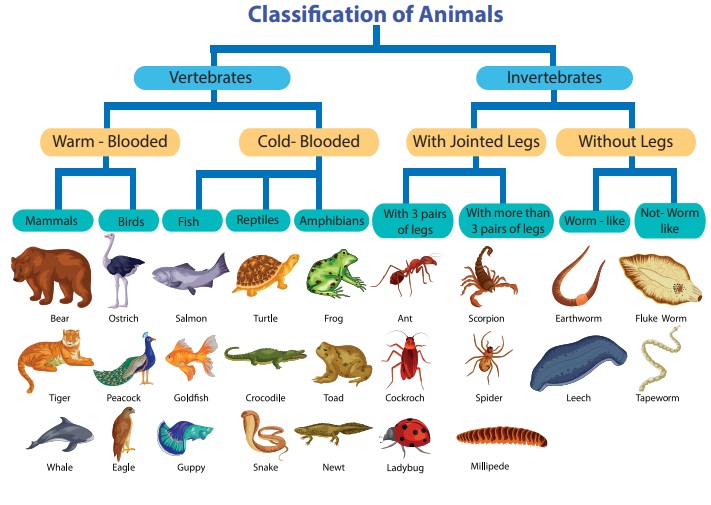 Classification of Animals
Vertebrates
Invertebrates
Warm - Blooded
Cold- Blooded
With Jointed Legs
Without Legs
Mammals
Birds
Fish
Reptiles
Amphibians
With 3 pairs
of legs
With more than
3 pairs of legs
Worm - like
Not- Worm
like
Bear
Ostrich
Salmon
Turtle
Frog
Ant
Scorpion
Earthworm
Fluke Worm
Tiger
Peacock
Goldfish
Crocodile
Toad
Cockroch
Spider
Leech
Tapeworm
Whale
Eagle
Guppy
Snake
Newt
Ladybug
Millipede